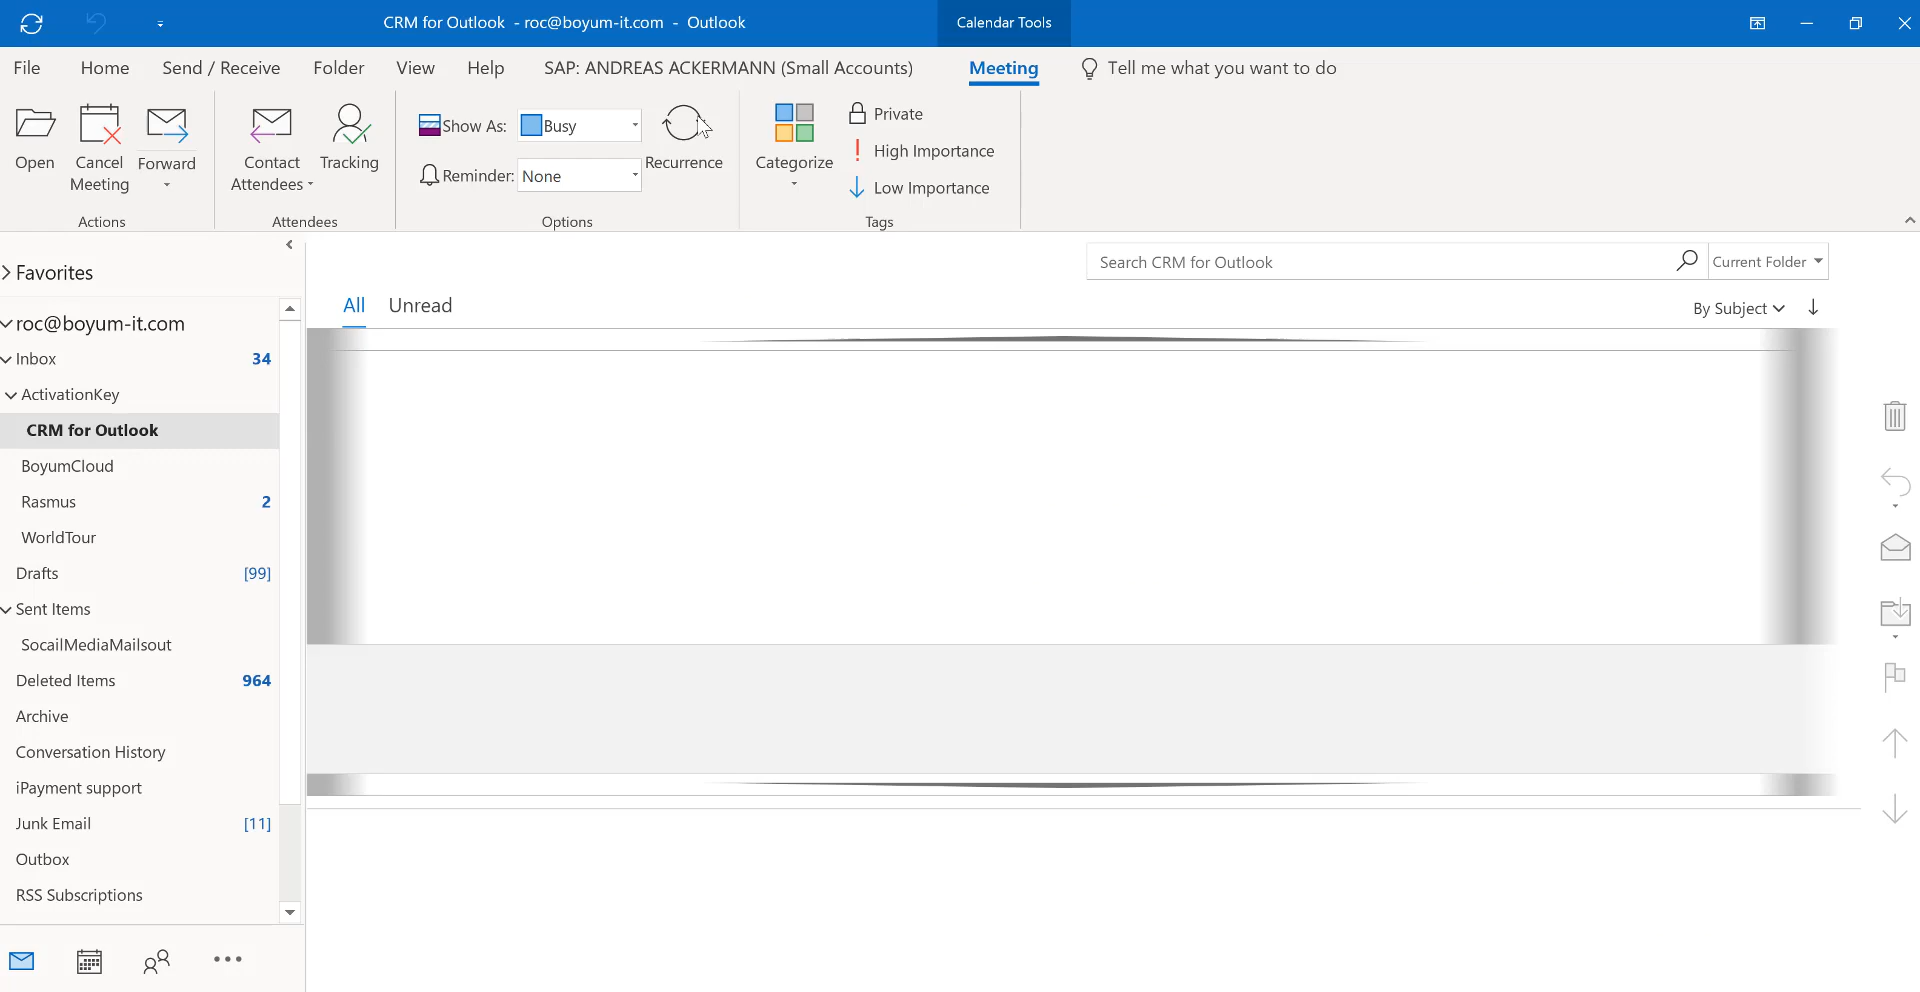 CRM for Outlook - roc@boyum-it.com - Outlook
Calendar Tools
File Home Send / Receive Folder View Help SAP: ANDREAS ACKERMANN (Small Accounts) Meeting Tell me what you want to do
Open
Cancel Meeting
Forward
Actions
Contact Attendees
Tracking
Attendees
Show As: Busy
Reminder: None
Recurrence
Options
Categorize
Private
High Importance
Low Importance
Tags
Favorites
roc@boyum-it.com
Inbox 34
ActivationKey
CRM for Outlook
BoyumCloud
Rasmus 2
WorldTour
Drafts [99]
Sent Items
SocailMediaMailsout
Deleted Items 964
Archive
Conversation History
iPayment support
Junk Email [11]
Outbox
RSS Subscriptions
Search CRM for Outlook
Current Folder
All Unread
By Subject